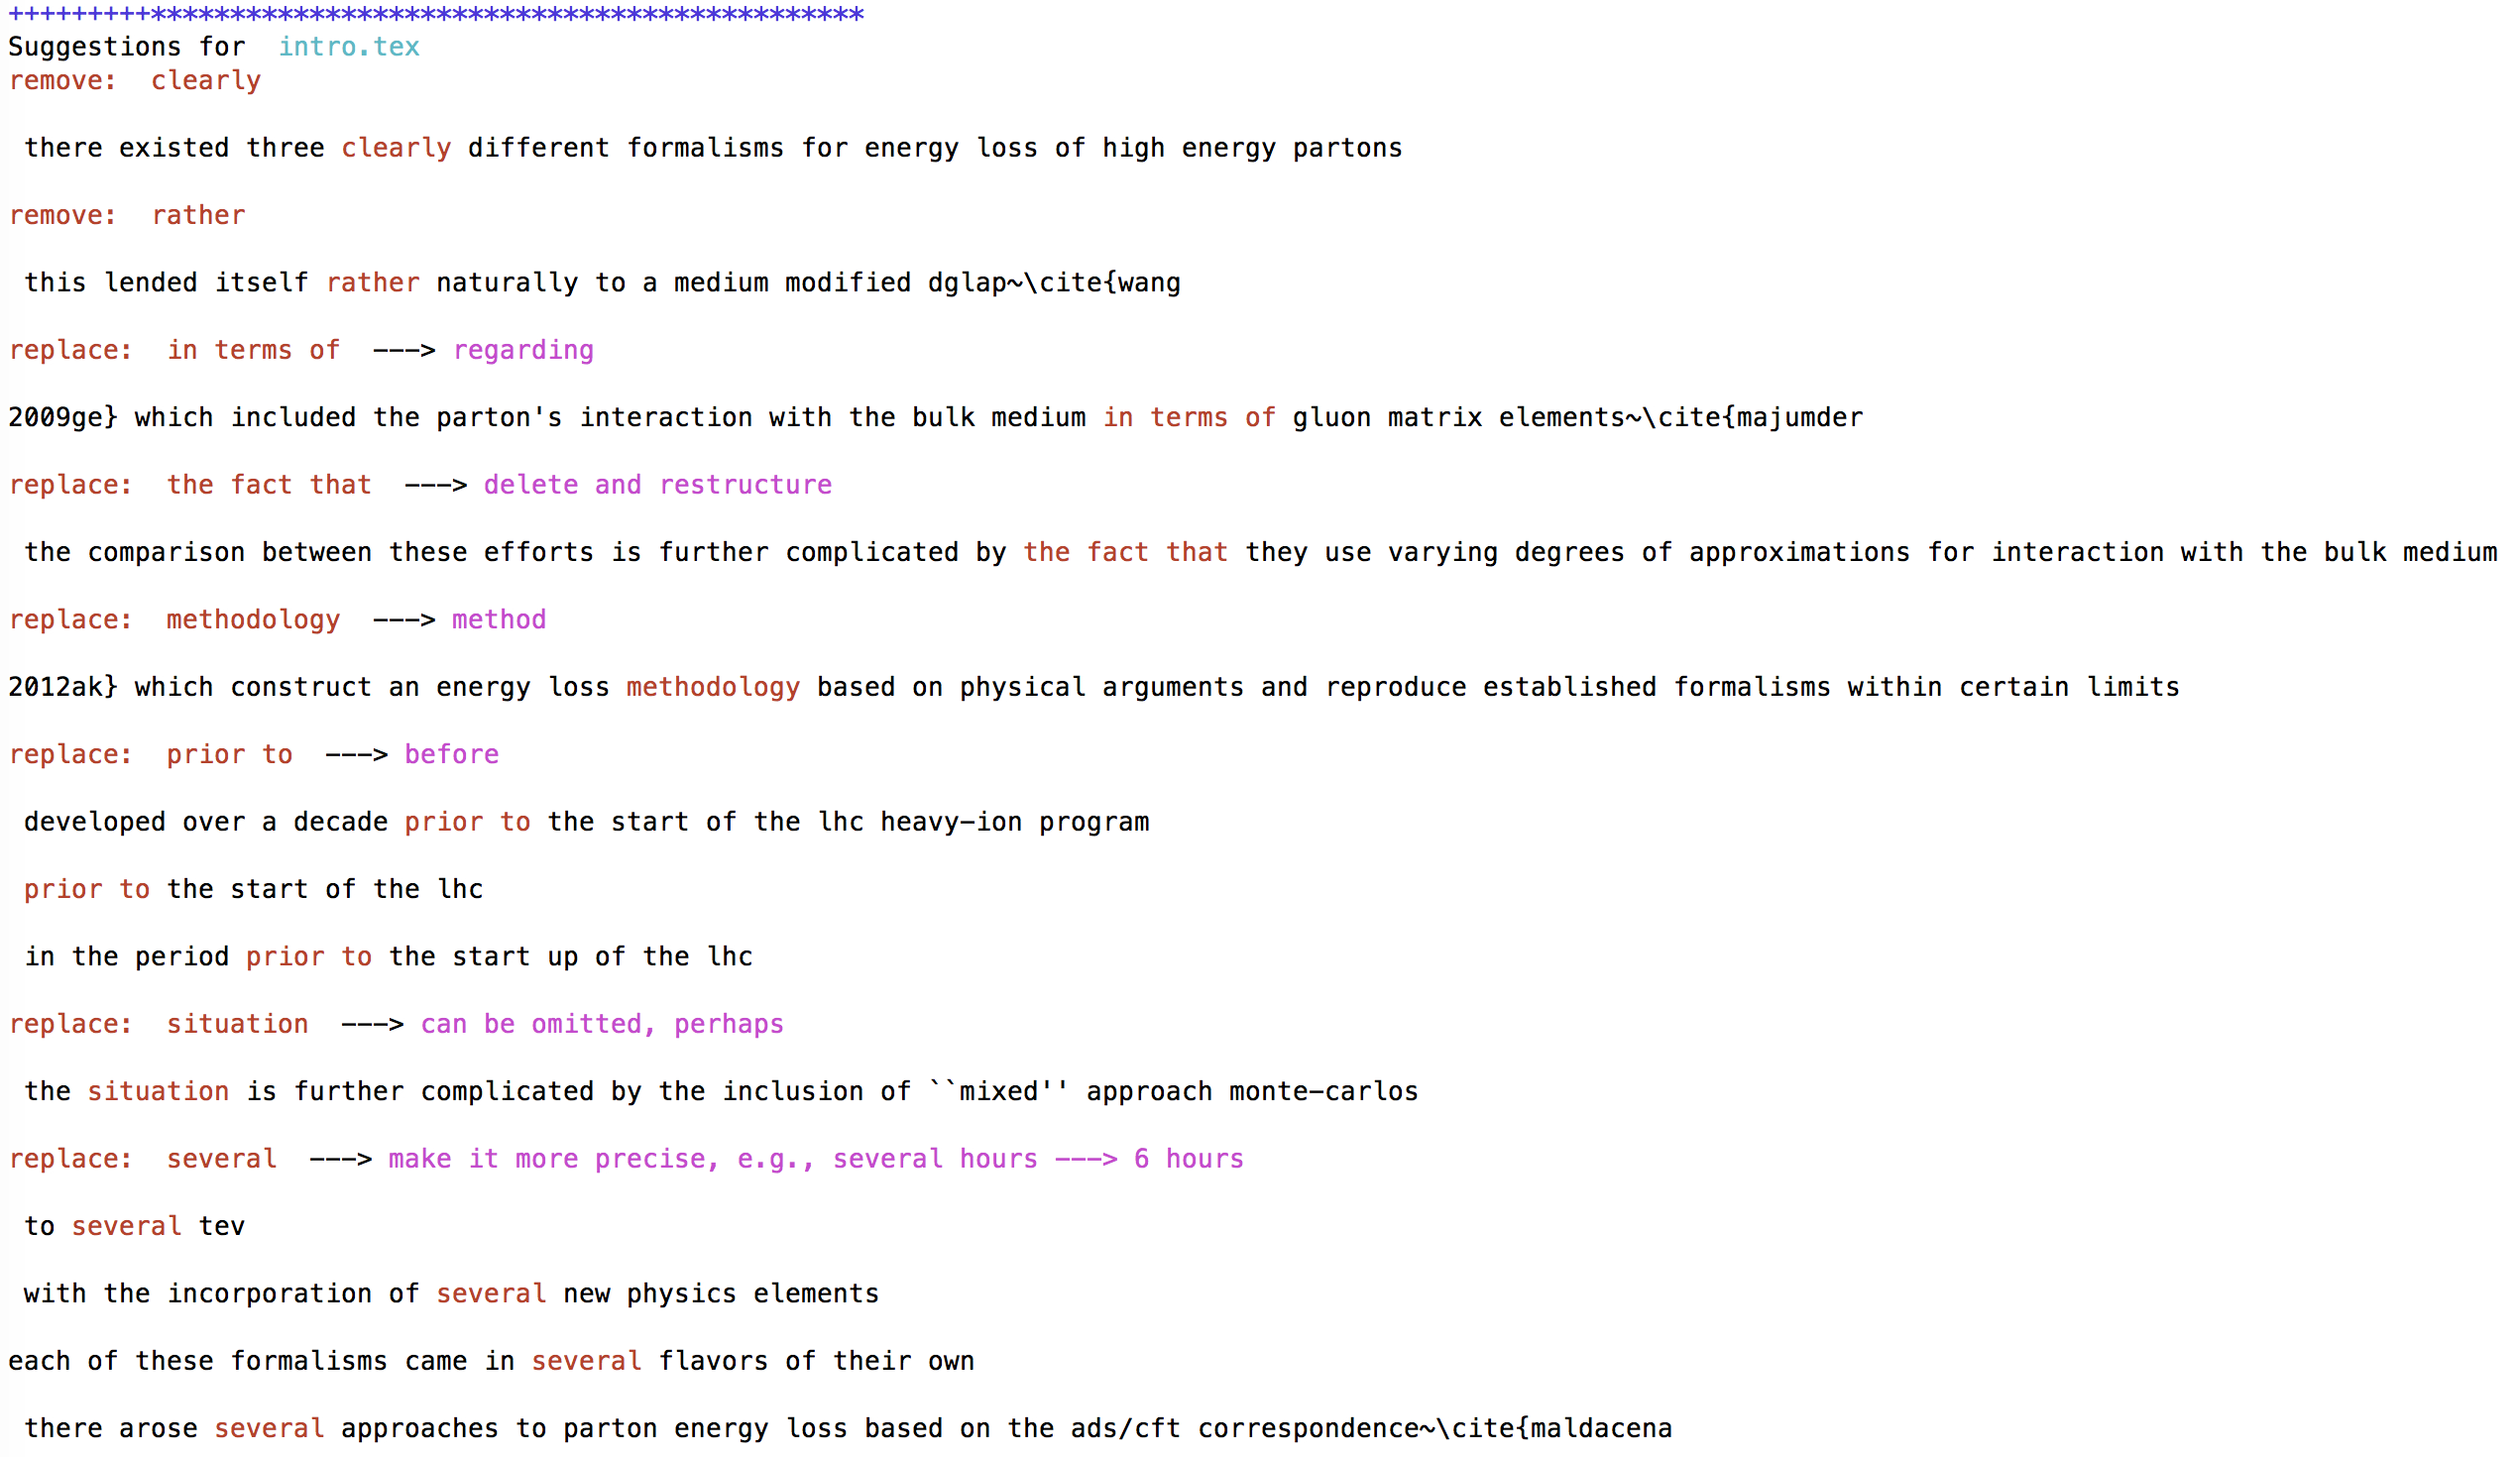 +++++++++*********************************************
Suggestions for  intro.tex
remove:  clearly
there existed three clearly different formalisms for energy loss of high energy partons
remove:  rather
this lended itself rather naturally to a medium modified dglap~\cite{wang
replace:  in terms of  ---> regarding
2009ge} which included the parton's interaction with the bulk medium in terms of gluon matrix elements~\cite{majumder
replace:  the fact that  ---> delete and restructure
the comparison between these efforts is further complicated by the fact that they use varying degrees of approximations for interaction with the bulk medium
replace:  methodology  ---> method
2012ak} which construct an energy loss methodology based on physical arguments and reproduce established formalisms within certain limits
replace:  prior to  ---> before
developed over a decade prior to the start of the lhc heavy-ion program
prior to the start of the lhc
in the period prior to the start up of the lhc
replace:  situation  ---> can be omitted, perhaps
the situation is further complicated by the inclusion of ``mixed'' approach monte-carlos
replace:  several  ---> make it more precise, e.g., several hours ---> 6 hours
to several tev
with the incorporation of several new physics elements
each of these formalisms came in several flavors of their own
there arose several approaches to parton energy loss based on the ads/cft correspondence~\cite{maldacena